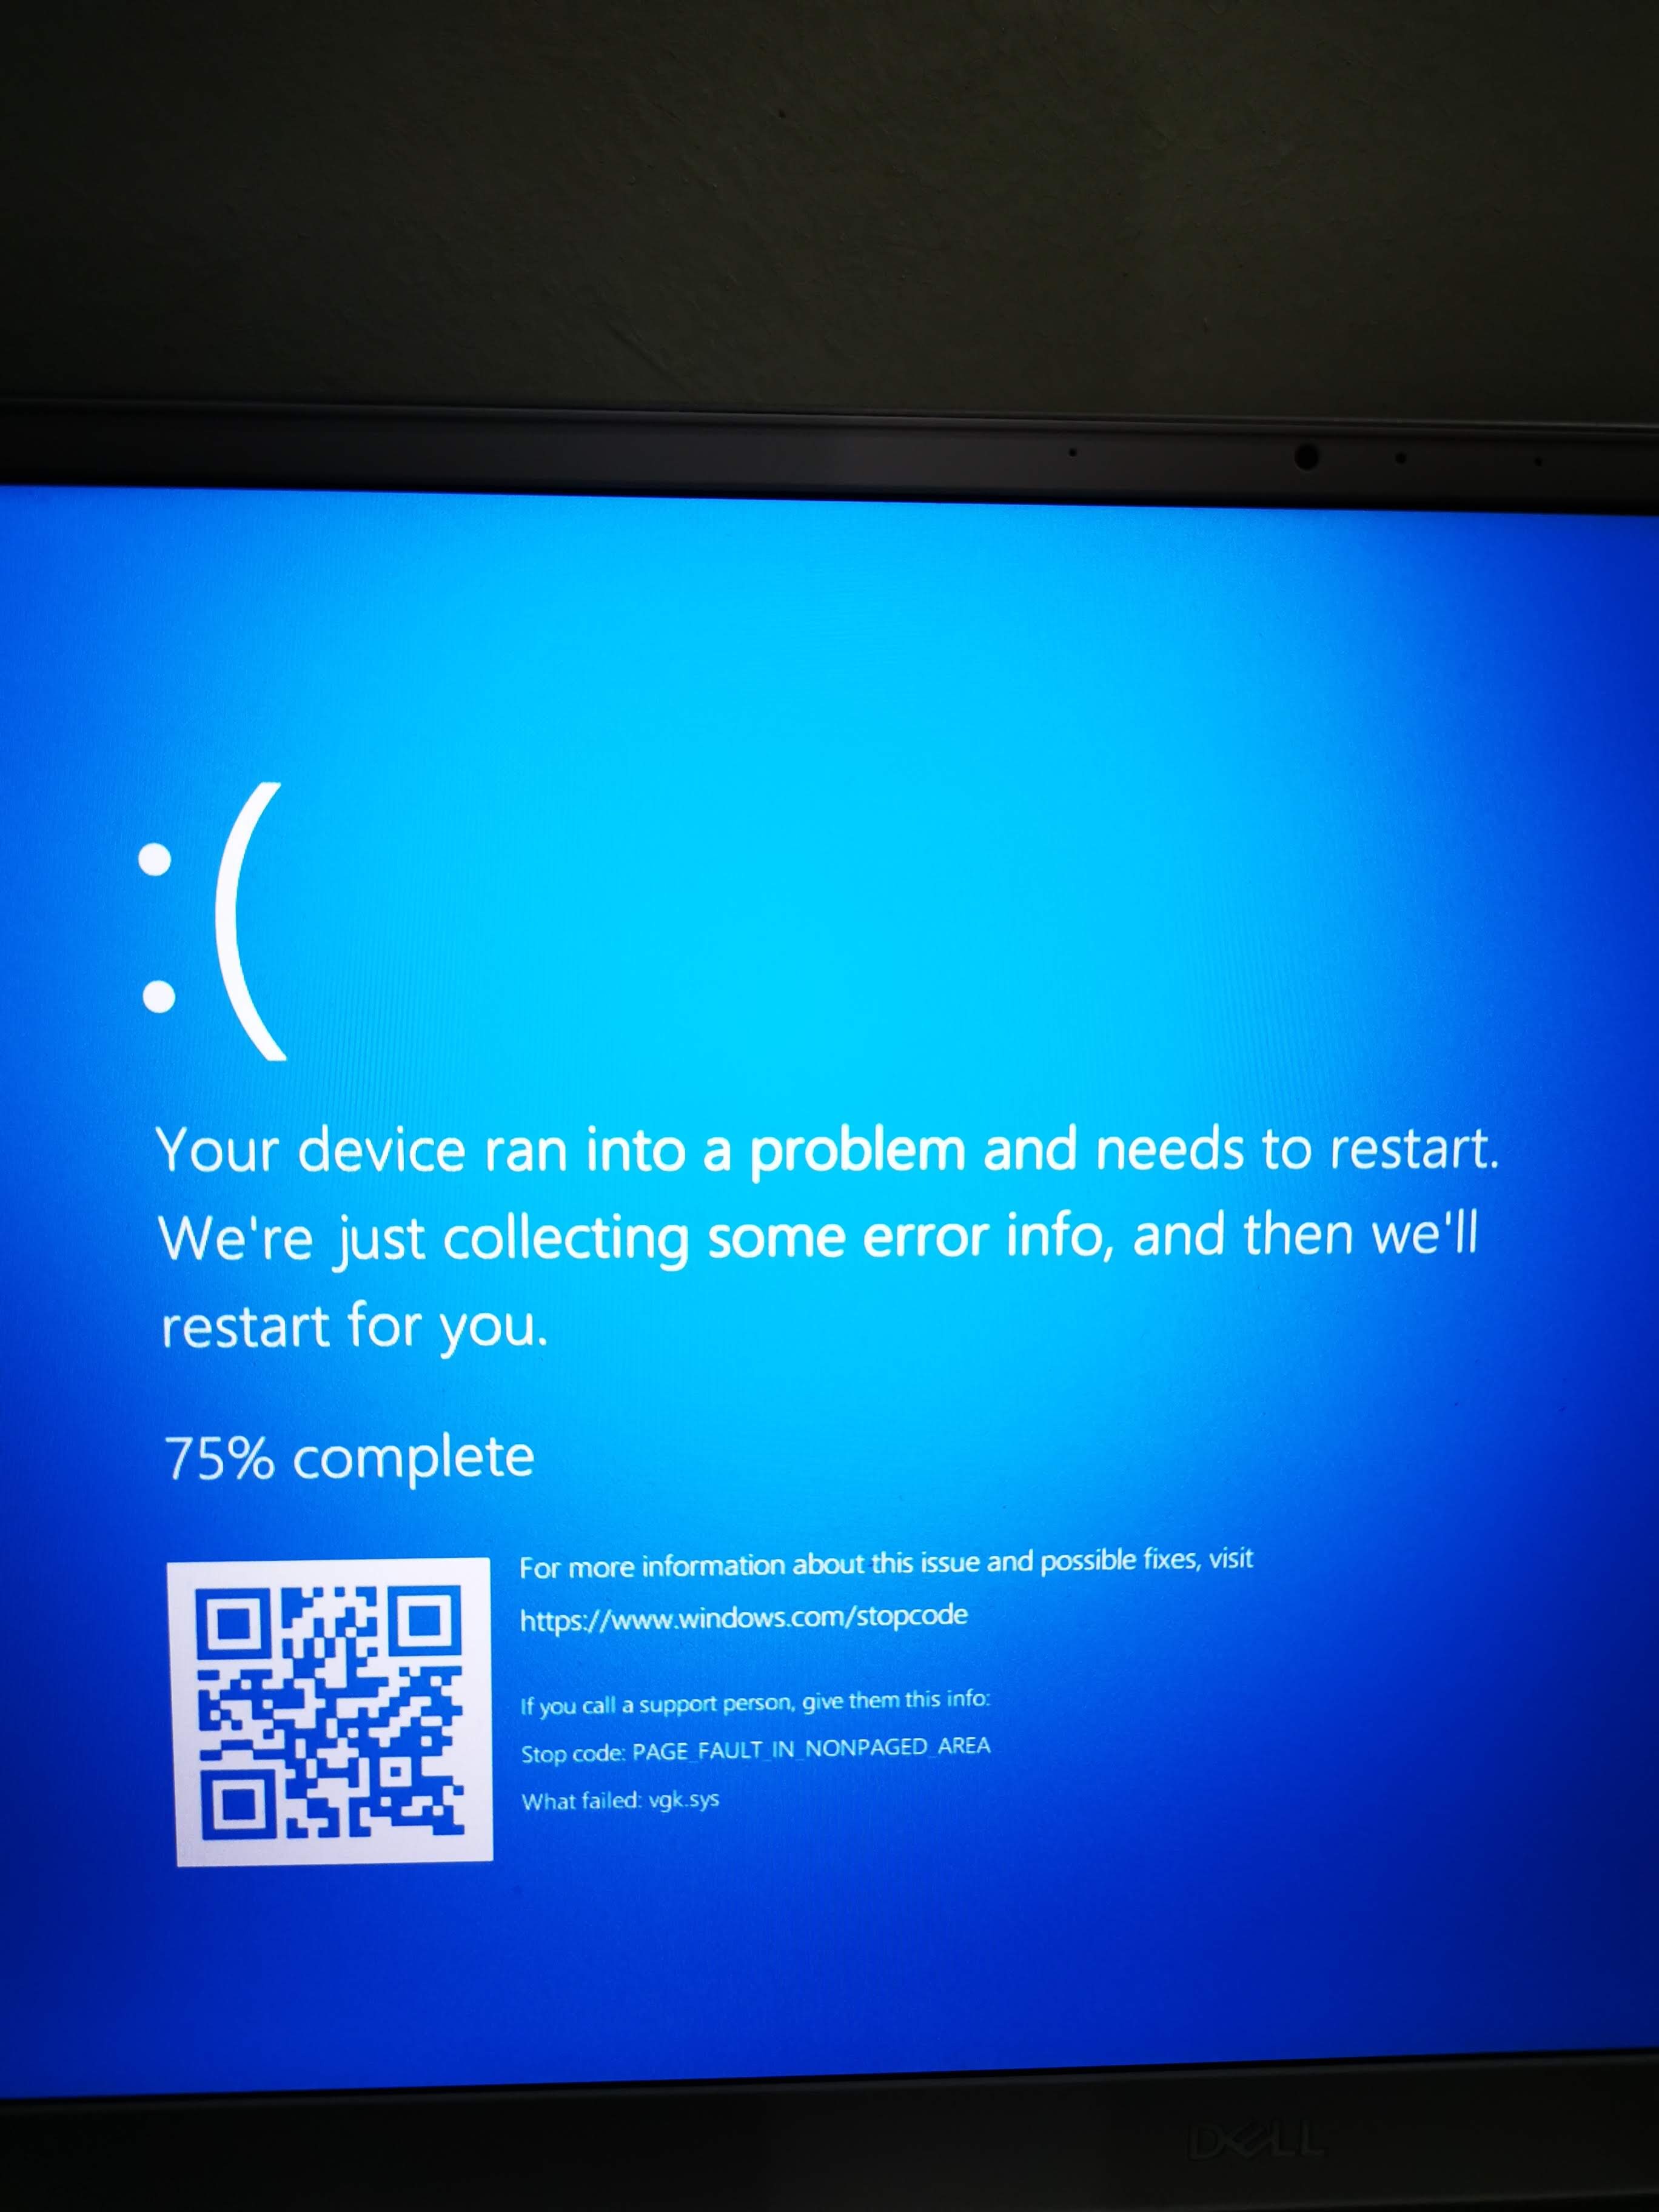 :(
Your device ran into a problem and needs to restart.
We're just collecting some error info, and then we'll
restart for you.
75% complete
For more information about this issue and possible fixes, visit
https://www.windows.com/stopcode
If you call a support person, give them this info:
Stop code: PAGE_FAULT_IN_NONPAGED_AREA
What failed: vgk.sys
DELL